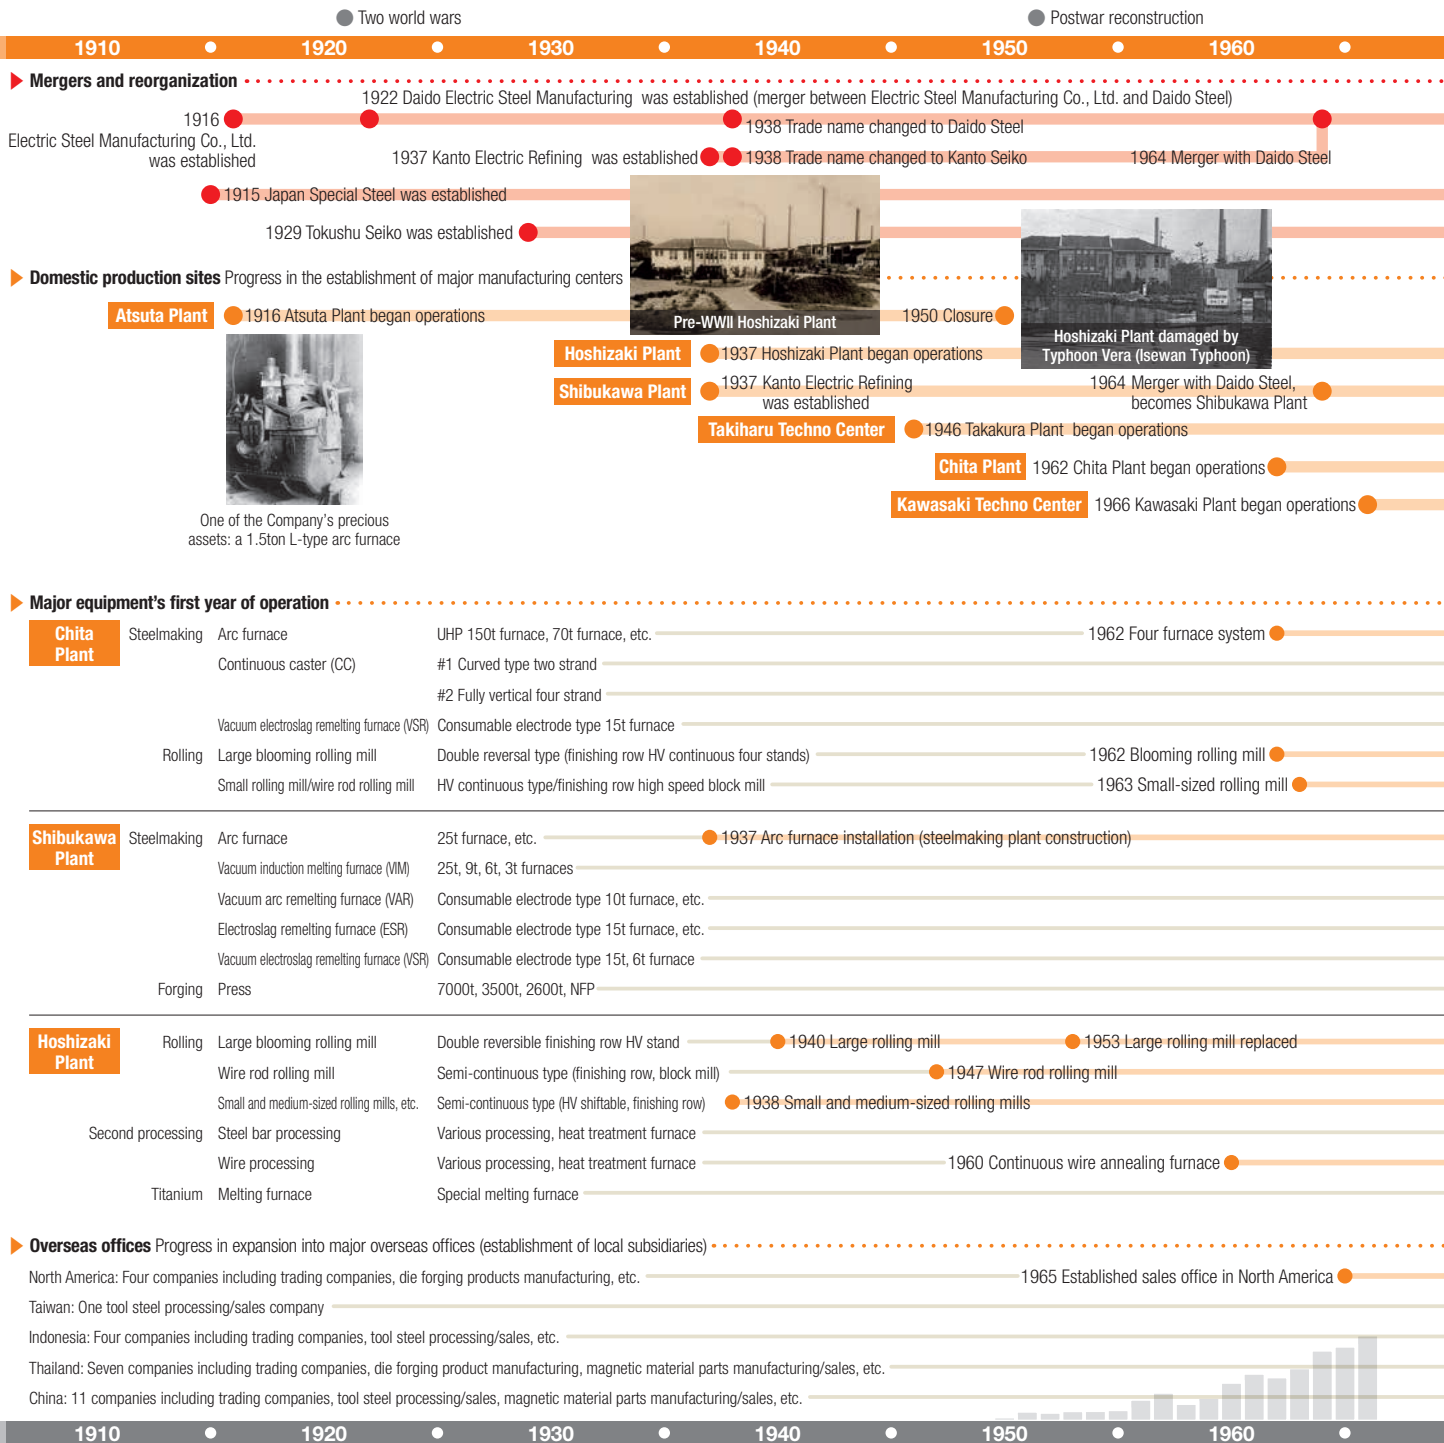 Two world wars
Postwar reconstruction
1910 1920 1930 1940 1950 1960
Mergers and reorganization
1922 Daido Electric Steel Manufacturing was established (merger between Electric Steel Manufacturing Co., Ltd. and Daido Steel)
1916
Electric Steel Manufacturing Co., Ltd.
was established
1938 Trade name changed to Daido Steel
1937 Kanto Electric Refining was established
1938 Trade name changed to Kanto Seiko
1964 Merger with Daido Steel
1915 Japan Special Steel was established
1929 Tokushu Seiko was established
Domestic production sites Progress in the establishment of major manufacturing centers
Atsuta Plant
1916 Atsuta Plant began operations
1950 Closure
Pre-WWII Hoshizaki Plant
Hoshizaki Plant damaged by
Typhoon Vera (Isewan Typhoon)
Hoshizaki Plant
1937 Hoshizaki Plant began operations
Shibukawa Plant
1937 Kanto Electric Refining
was established
1964 Merger with Daido Steel,
becomes Shibukawa Plant
Takiharu Techno Center
1946 Takakura Plant began operations
Chita Plant
1962 Chita Plant began operations
Kawasaki Techno Center
1966 Kawasaki Plant began operations
One of the Company's precious
assets: a 1.5ton L-type arc furnace
Major equipment's first year of operation
Chita
Plant
Steelmaking Arc furnace UHP 150t furnace, 70t furnace, etc. 1962 Four furnace system
Continuous caster (CC) #1 Curved type two strand
#2 Fully vertical four strand
Vacuum electroslag remelting furnace (VSR) Consumable electrode type 15t furnace
Rolling Large blooming rolling mill Double reversal type (finishing row HV continuous four stands) 1962 Blooming rolling mill
Small rolling mill/wire rod rolling mill HV continuous type/finishing row high speed block mill 1963 Small-sized rolling mill
Shibukawa
Plant
Steelmaking Arc furnace 25t furnace, etc. 1937 Arc furnace installation (steelmaking plant construction)
Vacuum induction melting furnace (VIM) 25t, 9t, 6t, 3t furnaces
Vacuum arc remelting furnace (VAR) Consumable electrode type 10t furnace, etc.
Electroslag remelting furnace (ESR) Consumable electrode type 15t furnace, etc.
Vacuum electroslag remelting furnace (VSR) Consumable electrode type 15t, 6t furnace
Forging Press 7000t, 3500t, 2600t, NFP
Hoshizaki
Plant
Rolling Large blooming rolling mill Double reversible finishing row HV stand 1940 Large rolling mill 1953 Large rolling mill replaced
Wire rod rolling mill Semi-continuous type (finishing row, block mill) 1947 Wire rod rolling mill
Small and medium-sized rolling mills, etc. Semi-continuous type (HV shiftable, finishing row) 1938 Small and medium-sized rolling mills
Second processing Steel bar processing Various processing, heat treatment furnace
Wire processing Various processing, heat treatment furnace 1960 Continuous wire annealing furnace
Titanium Melting furnace Special melting furnace
Overseas offices Progress in expansion into major overseas offices (establishment of local subsidiaries)
North America: Four companies including trading companies, die forging products manufacturing, etc. 1965 Established sales office in North America
Taiwan: One tool steel processing/sales company
Indonesia: Four companies including trading companies, tool steel processing/sales, etc.
Thailand: Seven companies including trading companies, die forging product manufacturing, magnetic material parts manufacturing/sales, etc.
China: 11 companies including trading companies, tool steel processing/sales, magnetic material parts manufacturing/sales, etc.
1910 1920 1930 1940 1950 1960